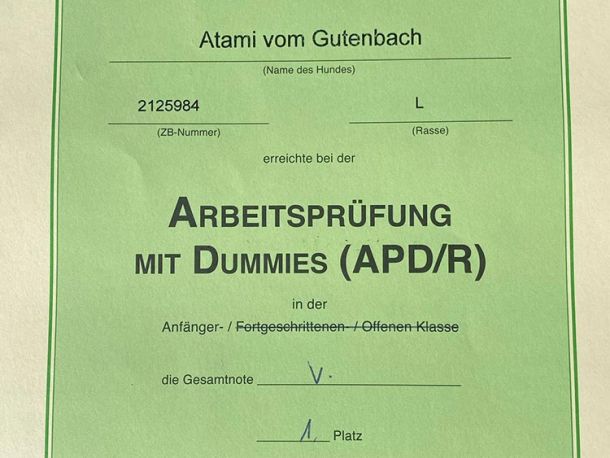 Atami vom Gutenbach
(Name des Hundes)
2125984 L
(ZB-Nummer) (Rasse)
erreichte bei der
ARBEITSPRÜFUNG
MIT DUMMIES (APD/R)
in der
Anfänger- / Fortgeschrittenen- / Offenen Klasse
die Gesamtnote V.
1. Platz